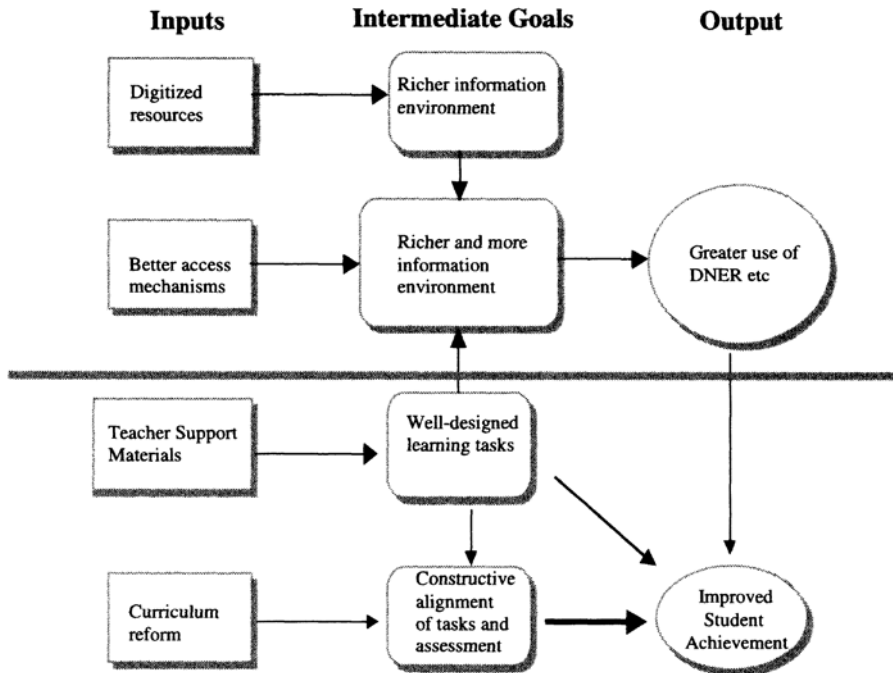 Inputs
Intermediate Goals
Output
Digitized
resources
Richer information
environment
Better access
mechanisms
Richer and more
information
environment
Greater use of
DNER etc
Teacher Support
Materials
Well-designed
learning tasks
Curriculum
reform
Constructive
alignment
of tasks and
assessment
Improved
Student
Achievement